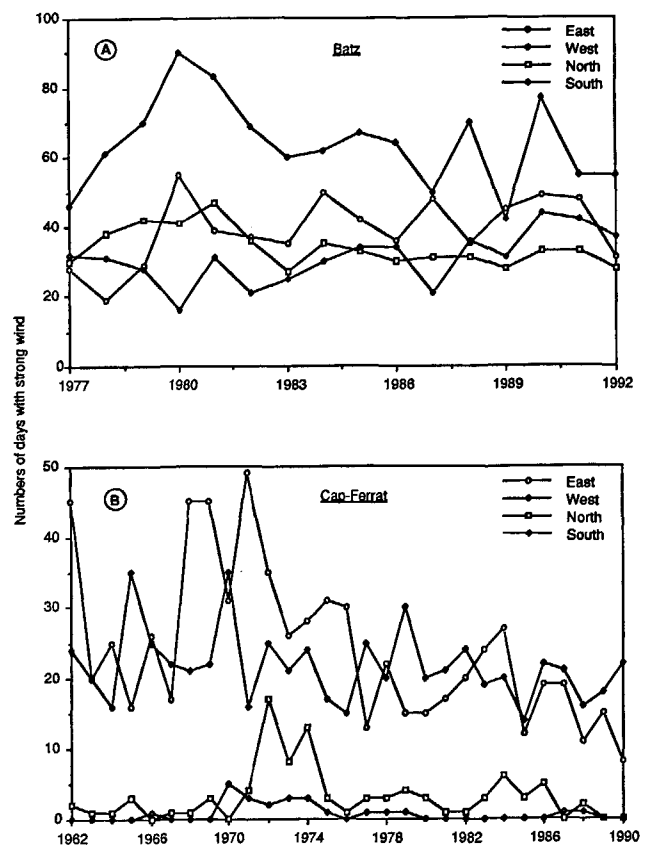 Numbers of days with strong wind
A
Batz
East
West
North
South
100
80
60
40
20
0
1977
1980
1983
1986
1989
1992
B
Cap-Ferrat
East
West
North
South
50
40
30
20
10
0
1962
1966
1970
1974
1978
1982
1986
1990